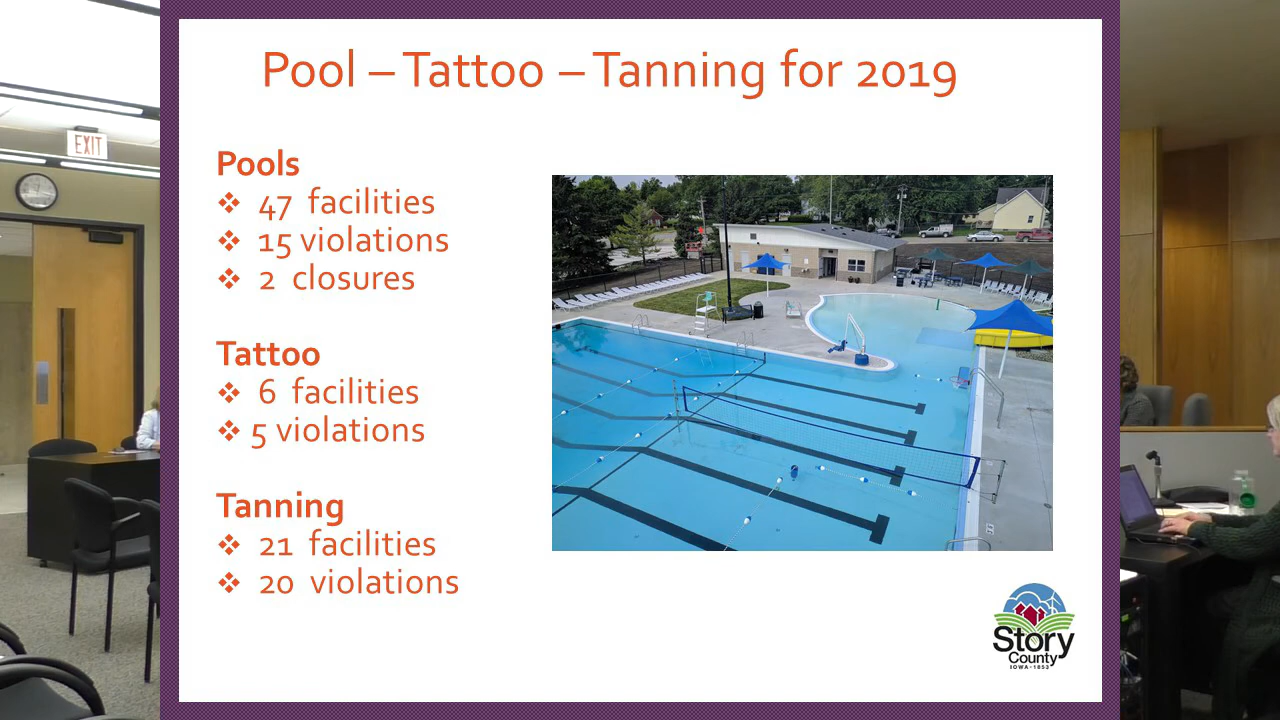 Pool – Tattoo – Tanning for 2019
EXIT
Pools
❖ 47 facilities
❖ 15 violations
❖ 2 closures
Tattoo
❖ 6 facilities
❖ 5 violations
Tanning
❖ 21 facilities
❖ 20 violations
Story
County
IOWA - 1853